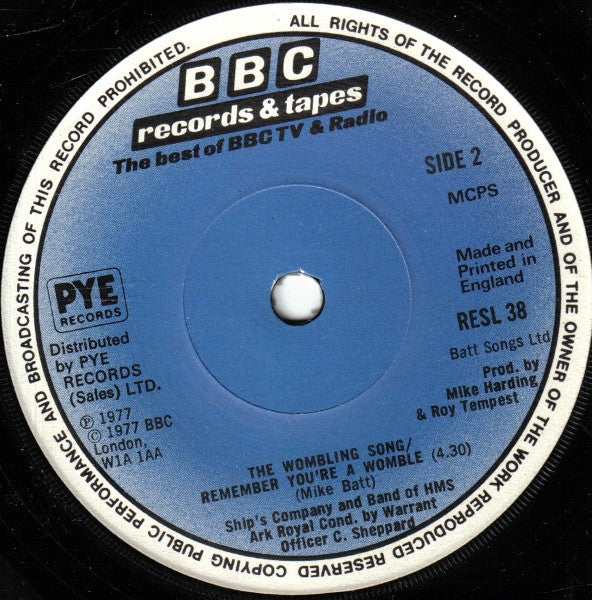 ALL RIGHTS OF THE RECORD PRODUCER AND OF THE OWNER OF THE WORK REPRODUCED RESERVED COPYING PUBLIC PERFORMANCE AND BROADCASTING OF THIS RECORD PROHIBITED.
BBC
records & tapes
The best of BBC TV & Radio
SIDE 2
MCPS
Made and
Printed in
England
RESL 38
Batt Songs Ltd
Prod. by
Mike Harding
& Roy Tempest
PYE
RECORDS
Distributed
by PYE
RECORDS
(Sales) LTD.
℗ 1977
© 1977 BBC
London,
W1A 1AA
THE WOMBLING SONG/
REMEMBER YOU'RE A WOMBLE (4.30)
(Mike Batt)
Ship's Company and Band of HMS
Ark Royal Cond. by Warrant
Officer C. Sheppard